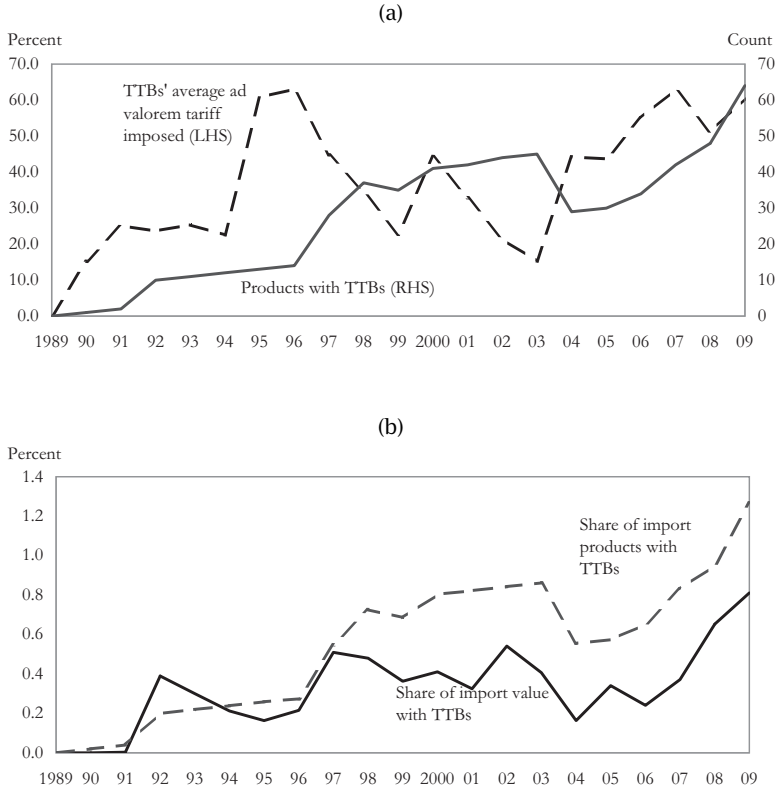 (a)
Percent
Count
70.0
60.0
50.0
40.0
30.0
20.0
10.0
0.0
70
60
50
40
30
20
10
0
TTBs' average ad
valorem tariff
imposed (LHS)
Products with TTBs (RHS)
1989 90 91 92 93 94 95 96 97 98 99 2000 01 02 03 04 05 06 07 08 09
(b)
Percent
1.4
1.2
1.0
0.8
0.6
0.4
0.2
0.0
Share of import
products with
TTBs
Share of import value
with TTBs
1989 90 91 92 93 94 95 96 97 98 99 2000 01 02 03 04 05 06 07 08 09